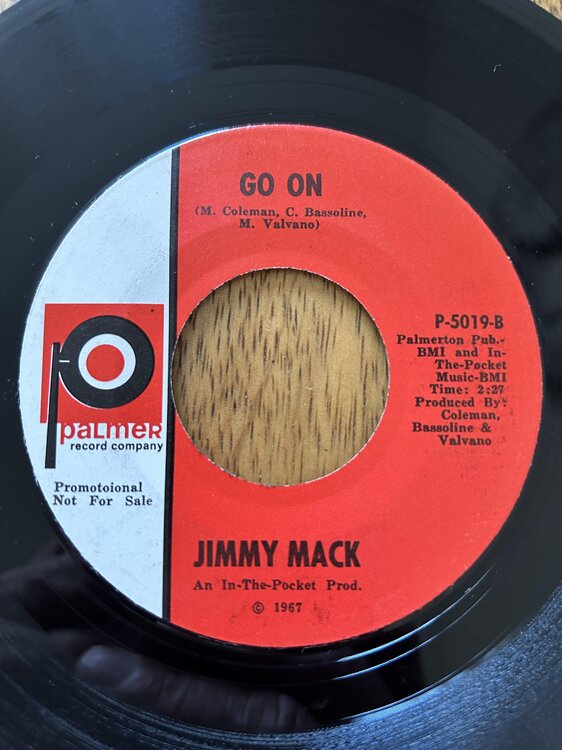 GO ON
(M. Coleman, C. Bassoline,
M. Valvano)
P-5019-B
Palmerton Pub.-
BMI and In-
The-Pocket
Music-BMI
Time: 2:27
Produced By:
Coleman,
Bassoline &
Valvano
palmer
record company
Promotoional
Not For Sale
JIMMY MACK
An In-The-Pocket Prod.
© 1967